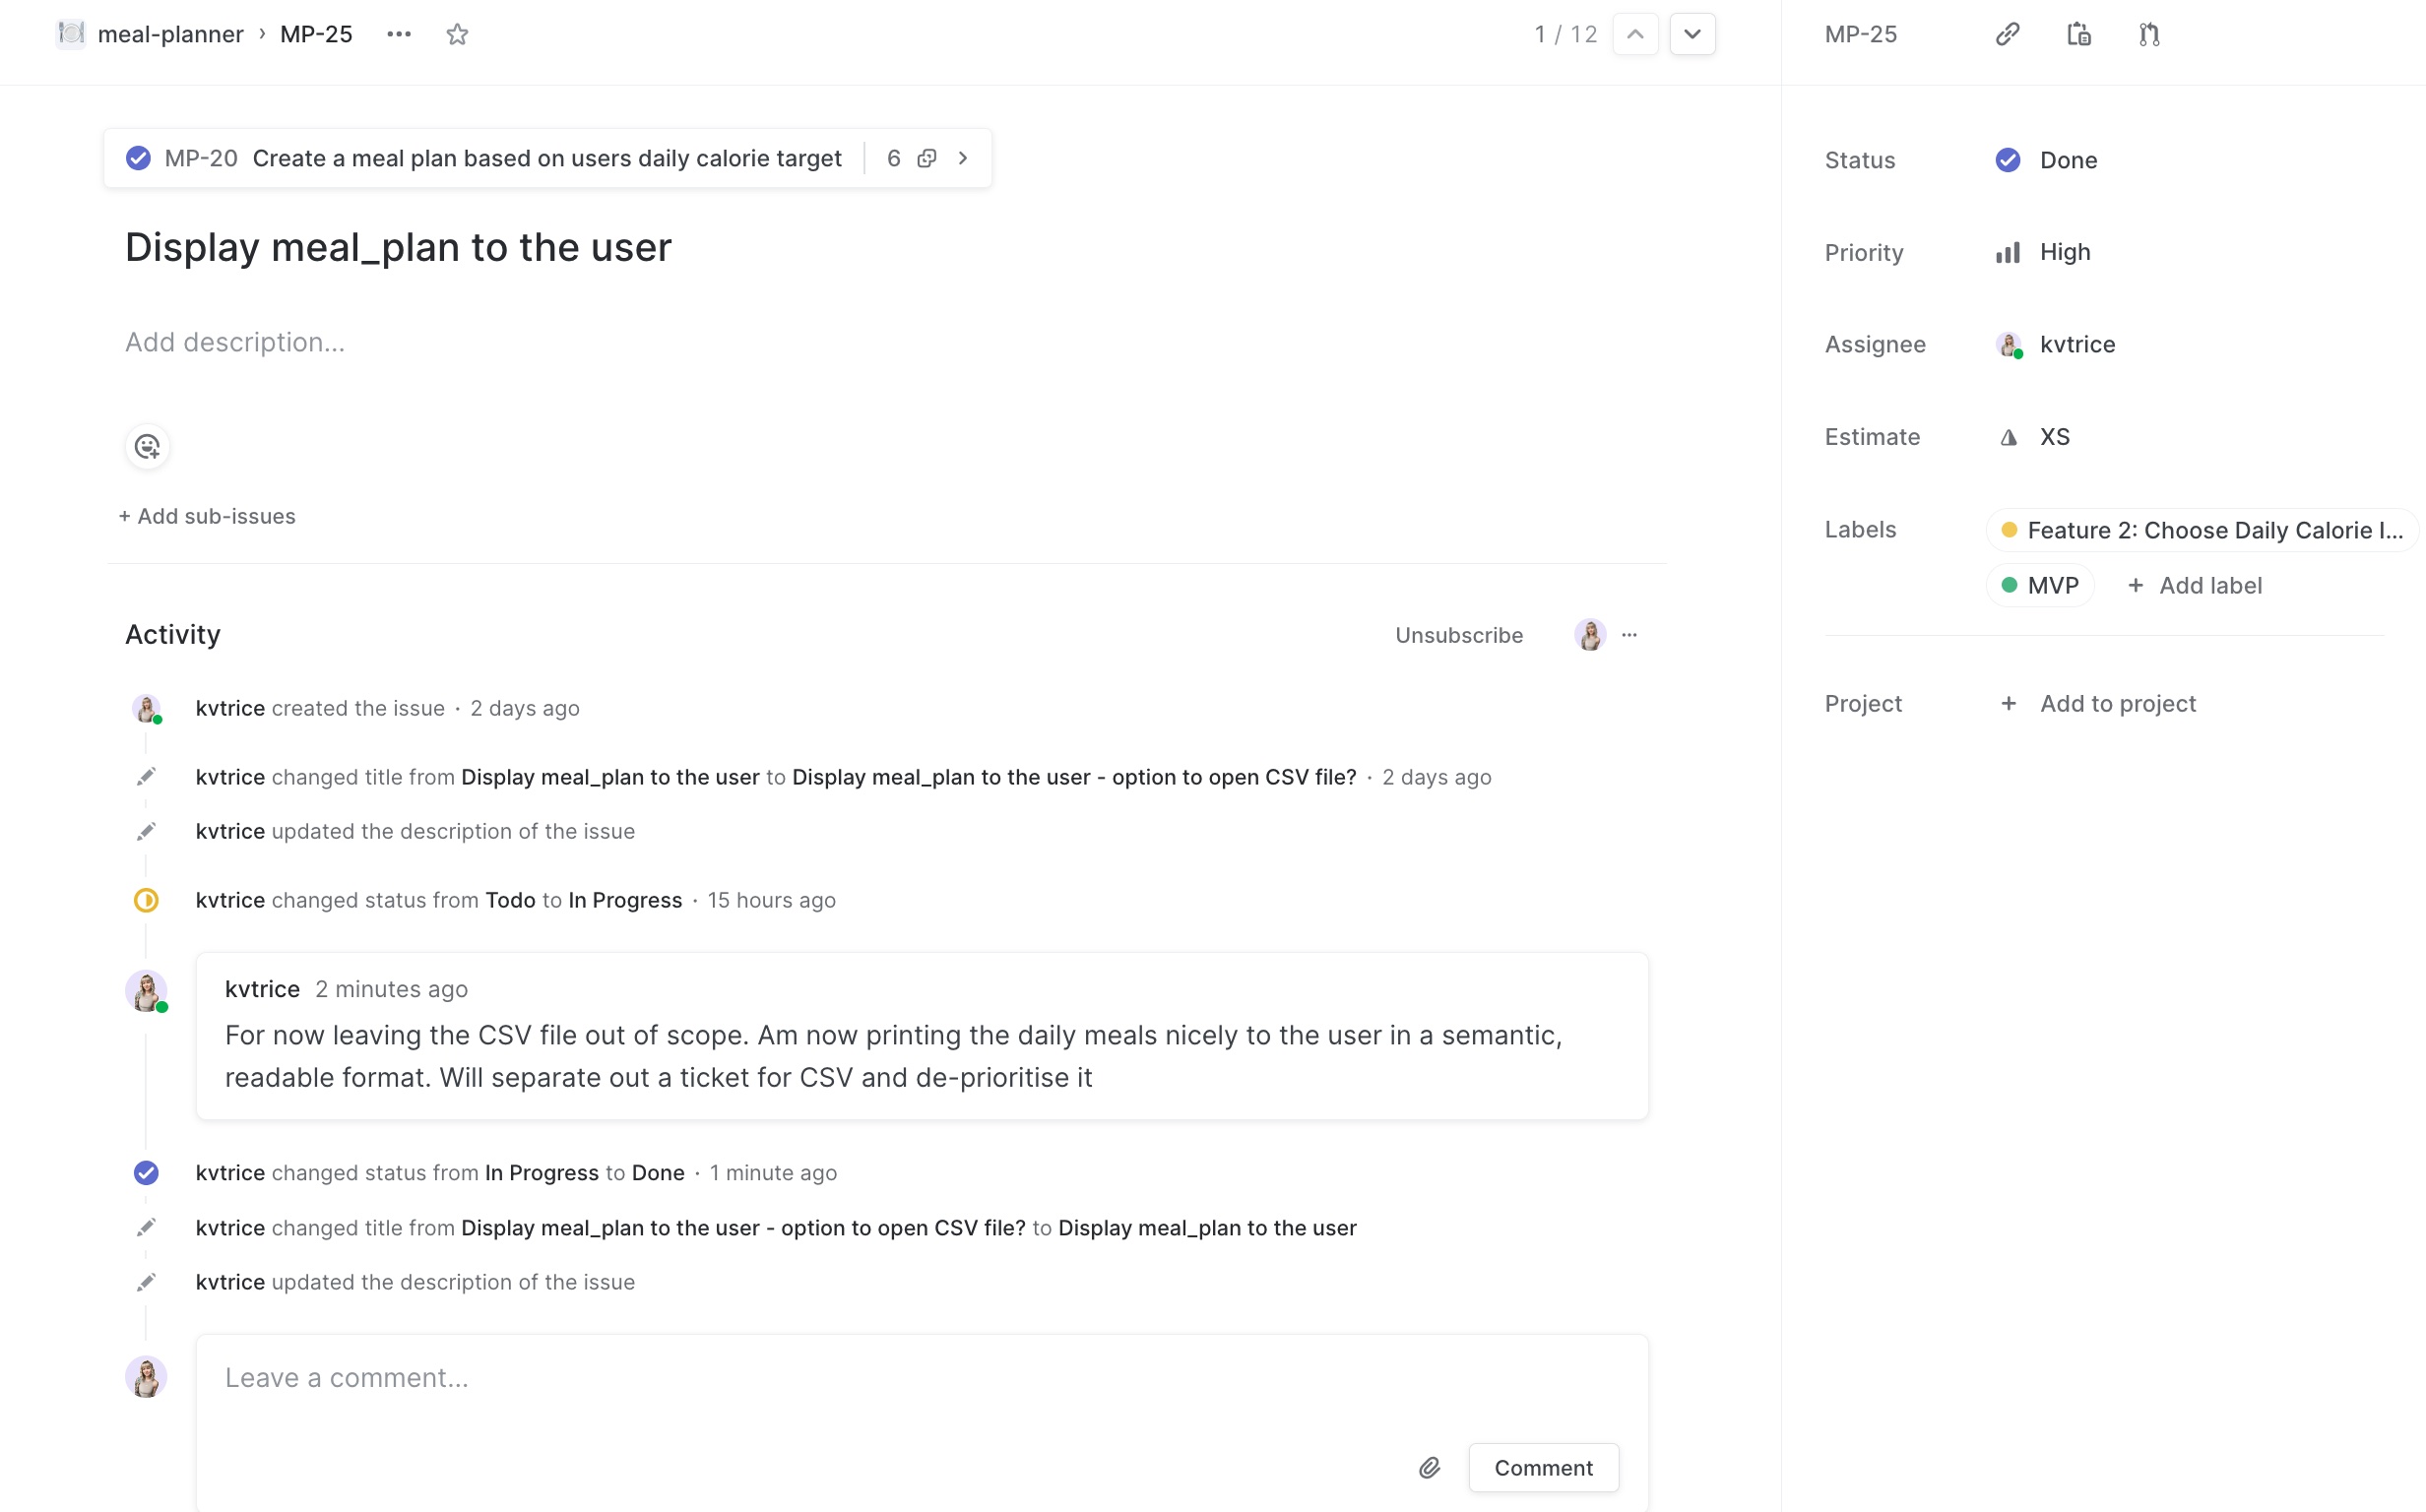 meal-planner › MP-25
1 / 12
MP-25
MP-20 Create a meal plan based on users daily calorie target 6
Display meal_plan to the user
Add description...
+ Add sub-issues
Status Done
Priority High
Assignee kvtrice
Estimate XS
Labels Feature 2: Choose Daily Calorie I...
MVP + Add label
Project + Add to project
Activity
Unsubscribe
kvtrice created the issue · 2 days ago
kvtrice changed title from Display meal_plan to the user to Display meal_plan to the user - option to open CSV file? · 2 days ago
kvtrice updated the description of the issue
kvtrice changed status from Todo to In Progress · 15 hours ago
kvtrice 2 minutes ago
For now leaving the CSV file out of scope. Am now printing the daily meals nicely to the user in a semantic,
readable format. Will separate out a ticket for CSV and de-prioritise it
kvtrice changed status from In Progress to Done · 1 minute ago
kvtrice changed title from Display meal_plan to the user - option to open CSV file? to Display meal_plan to the user
kvtrice updated the description of the issue
Leave a comment...
Comment